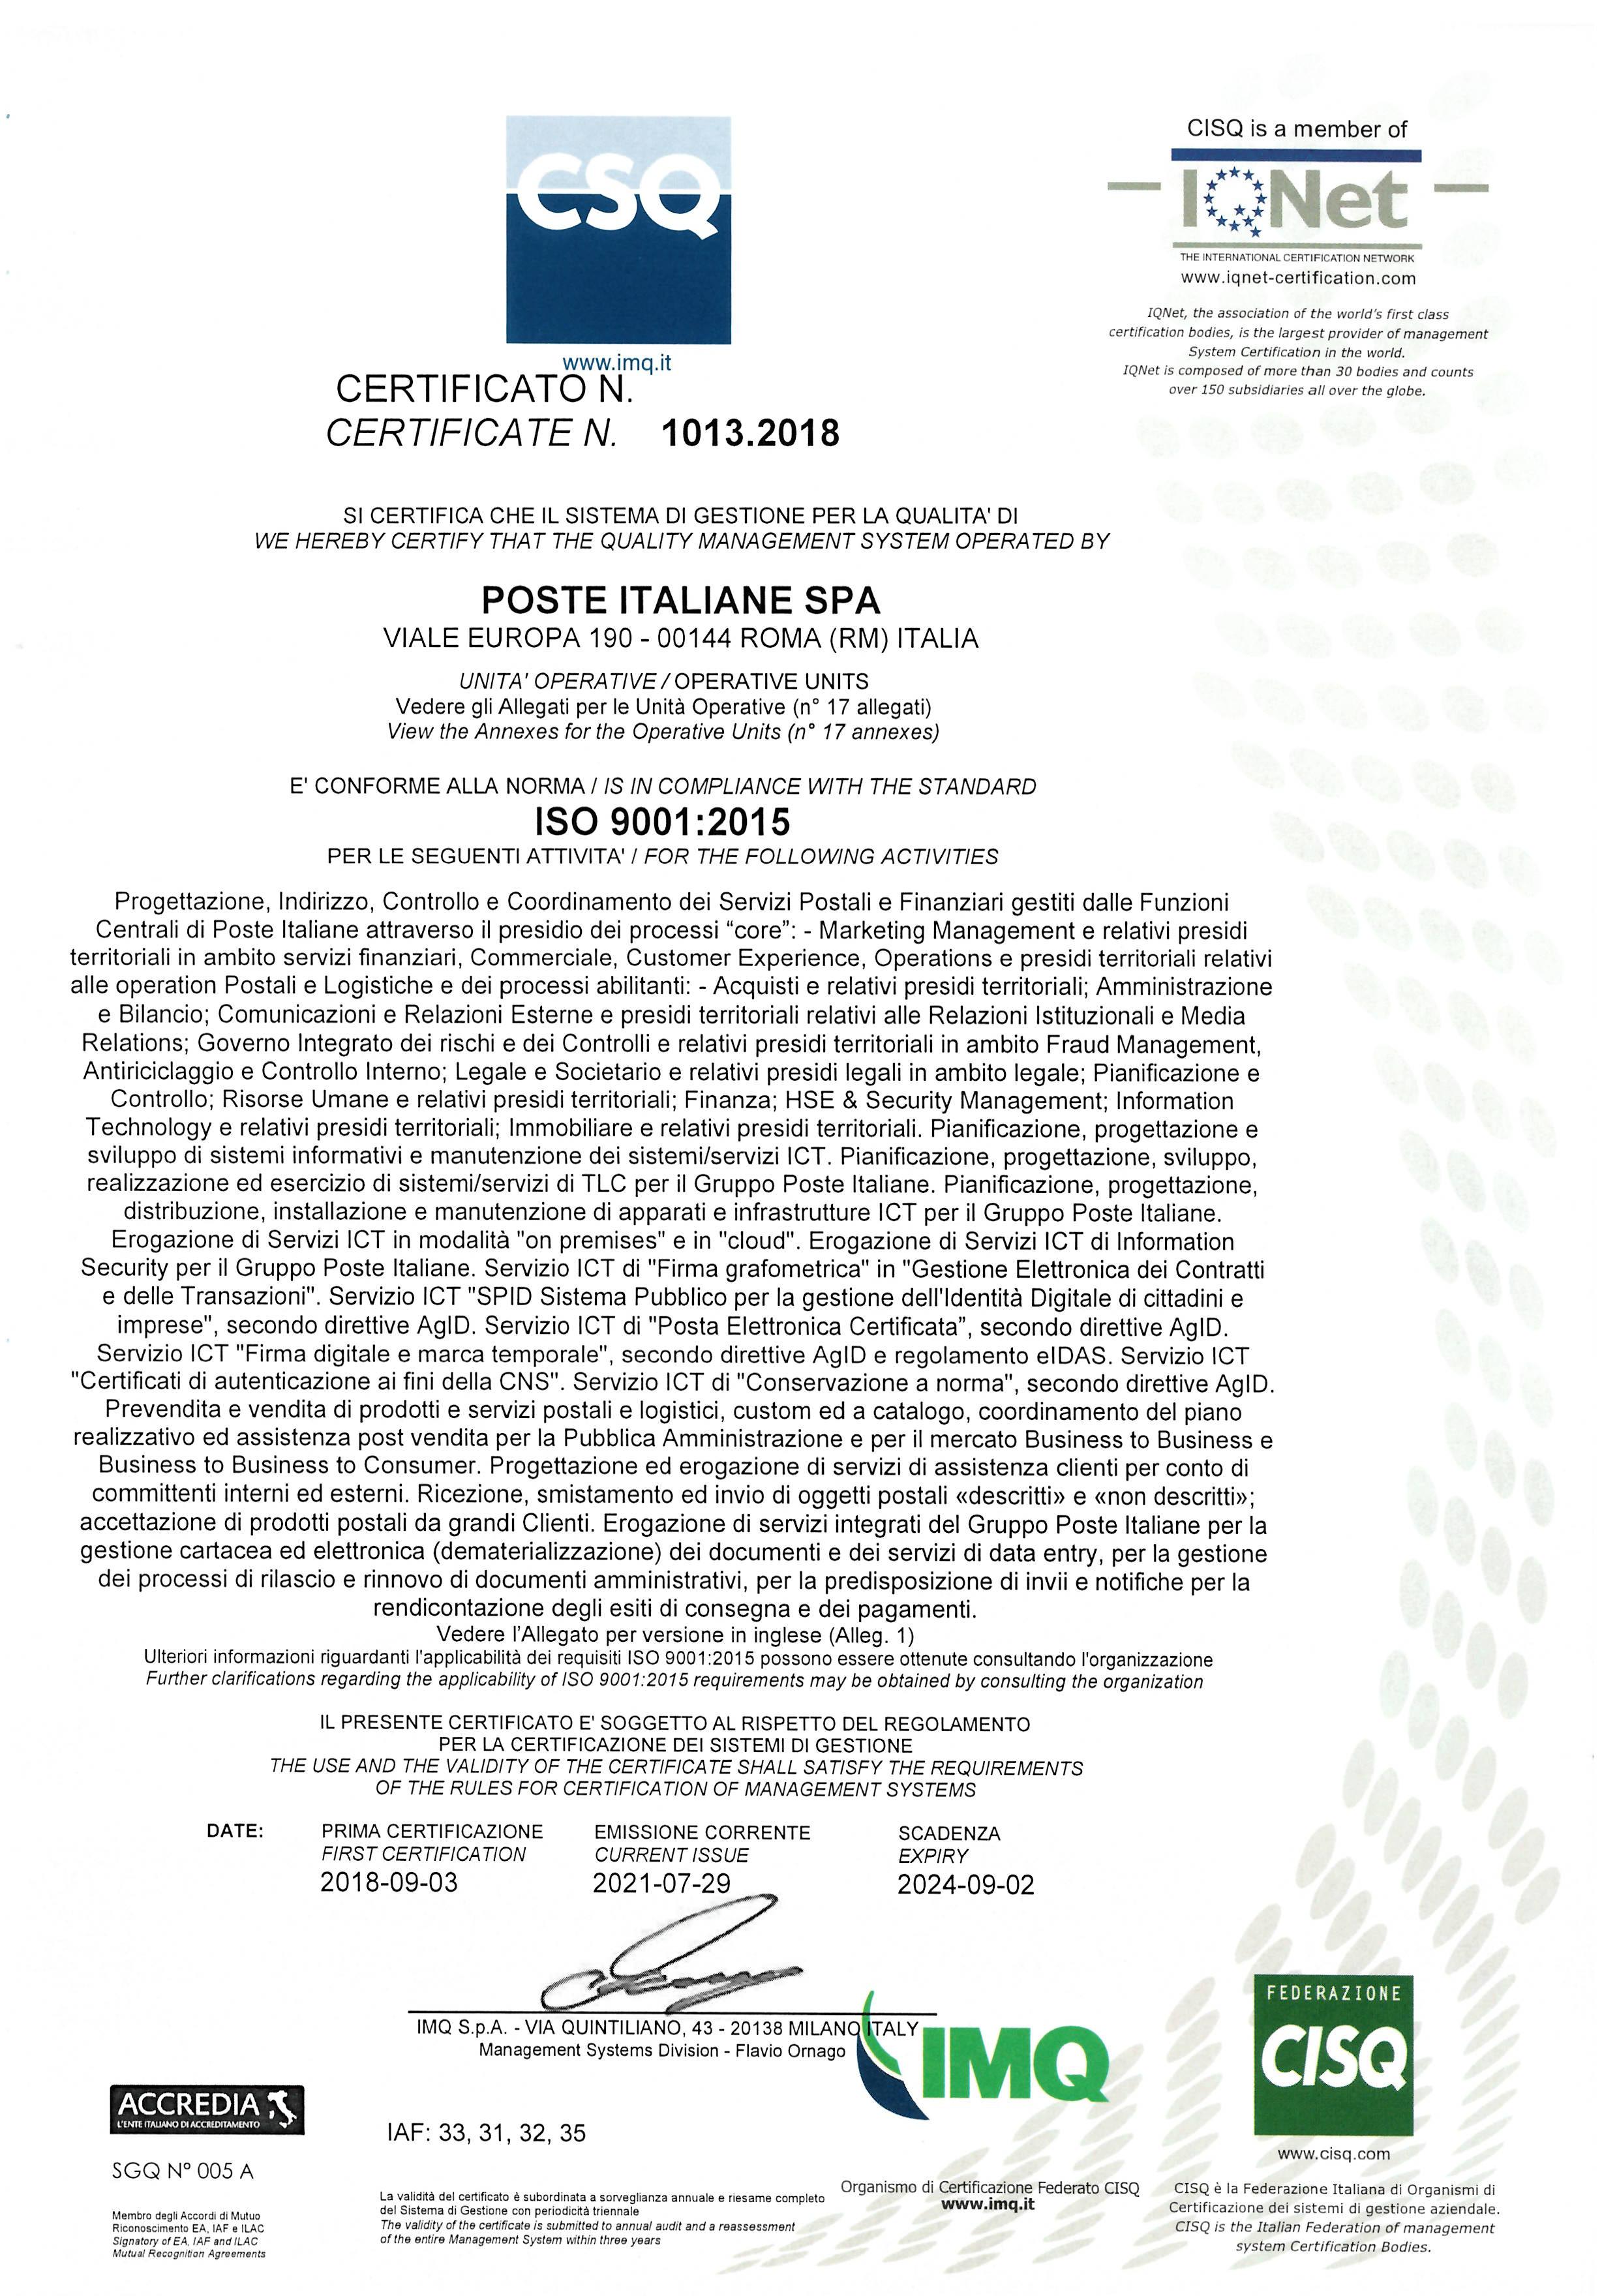 CSQ
www.imq.it
CISQ is a member of
IQNet
THE INTERNATIONAL CERTIFICATION NETWORK
www.iqnet-certification.com
IQNet, the association of the world's first class
certification bodies, is the largest provider of management
System Certification in the world.
IQNet is composed of more than 30 bodies and counts
over 150 subsidiaries all over the globe.
CERTIFICATO N.
CERTIFICATE N. 1013.2018
SI CERTIFICA CHE IL SISTEMA DI GESTIONE PER LA QUALITA' DI
WE HEREBY CERTIFY THAT THE QUALITY MANAGEMENT SYSTEM OPERATED BY
POSTE ITALIANE SPA
VIALE EUROPA 190 - 00144 ROMA (RM) ITALIA
UNITA' OPERATIVE / OPERATIVE UNITS
Vedere gli Allegati per le Unità Operative (n° 17 allegati)
View the Annexes for the Operative Units (n° 17 annexes)
E' CONFORME ALLA NORMA / IS IN COMPLIANCE WITH THE STANDARD
ISO 9001:2015
PER LE SEGUENTI ATTIVITA' / FOR THE FOLLOWING ACTIVITIES
Progettazione, Indirizzo, Controllo e Coordinamento dei Servizi Postali e Finanziari gestiti dalle Funzioni
Centrali di Poste Italiane attraverso il presidio dei processi “core”: - Marketing Management e relativi presidi
territoriali in ambito servizi finanziari, Commerciale, Customer Experience, Operations e presidi territoriali relativi
alle operation Postali e Logistiche e dei processi abilitanti: - Acquisti e relativi presidi territoriali; Amministrazione
e Bilancio; Comunicazioni e Relazioni Esterne e presidi territoriali relativi alle Relazioni Istituzionali e Media
Relations; Governo Integrato dei rischi e dei Controlli e relativi presidi territoriali in ambito Fraud Management,
Antiriciclaggio e Controllo Interno; Legale e Societario e relativi presidi legali in ambito legale; Pianificazione e
Controllo; Risorse Umane e relativi presidi territoriali; Finanza; HSE & Security Management; Information
Technology e relativi presidi territoriali; Immobiliare e relativi presidi territoriali. Pianificazione, progettazione e
sviluppo di sistemi informativi e manutenzione dei sistemi/servizi ICT. Pianificazione, progettazione, sviluppo,
realizzazione ed esercizio di sistemi/servizi di TLC per il Gruppo Poste Italiane. Pianificazione, progettazione,
distribuzione, installazione e manutenzione di apparati e infrastrutture ICT per il Gruppo Poste Italiane.
Erogazione di Servizi ICT in modalità "on premises" e in "cloud". Erogazione di Servizi ICT di Information
Security per il Gruppo Poste Italiane. Servizio ICT di "Firma grafometrica" in "Gestione Elettronica dei Contratti
e delle Transazioni". Servizio ICT "SPID Sistema Pubblico per la gestione dell'Identità Digitale di cittadini e
imprese", secondo direttive AgID. Servizio ICT di "Posta Elettronica Certificata”, secondo direttive AgID.
Servizio ICT "Firma digitale e marca temporale", secondo direttive AgID e regolamento eIDAS. Servizio ICT
"Certificati di autenticazione ai fini della CNS". Servizio ICT di "Conservazione a norma", secondo direttive AgID.
Prevendita e vendita di prodotti e servizi postali e logistici, custom ed a catalogo, coordinamento del piano
realizzativo ed assistenza post vendita per la Pubblica Amministrazione e per il mercato Business to Business e
Business to Business to Consumer. Progettazione ed erogazione di servizi di assistenza clienti per conto di
committenti interni ed esterni. Ricezione, smistamento ed invio di oggetti postali «descritti» e «non descritti»;
accettazione di prodotti postali da grandi Clienti. Erogazione di servizi integrati del Gruppo Poste Italiane per la
gestione cartacea ed elettronica (dematerializzazione) dei documenti e dei servizi di data entry, per la gestione
dei processi di rilascio e rinnovo di documenti amministrativi, per la predisposizione di invii e notifiche per la
rendicontazione degli esiti di consegna e dei pagamenti.
Vedere l’Allegato per versione in inglese (Alleg. 1)
Ulteriori informazioni riguardanti l'applicabilità dei requisiti ISO 9001:2015 possono essere ottenute consultando l'organizzazione
Further clarifications regarding the applicability of ISO 9001:2015 requirements may be obtained by consulting the organization
IL PRESENTE CERTIFICATO E' SOGGETTO AL RISPETTO DEL REGOLAMENTO
PER LA CERTIFICAZIONE DEI SISTEMI DI GESTIONE
THE USE AND THE VALIDITY OF THE CERTIFICATE SHALL SATISFY THE REQUIREMENTS
OF THE RULES FOR CERTIFICATION OF MANAGEMENT SYSTEMS
DATE: PRIMA CERTIFICAZIONE EMISSIONE CORRENTE SCADENZA
FIRST CERTIFICATION CURRENT ISSUE EXPIRY
2018-09-03 2021-07-29 2024-09-02
IMQ S.p.A. - VIA QUINTILIANO, 43 - 20138 MILANO ITALY
Management Systems Division - Flavio Ornago
IMQ
FEDERAZIONE
CISQ
www.cisq.com
ACCREDIA
L'ENTE ITALIANO DI ACCREDITAMENTO
IAF: 33, 31, 32, 35
SGQ N° 005 A
Membro degli Accordi di Mutuo
Riconoscimento EA, IAF e ILAC
Signatory of EA, IAF and ILAC
Mutual Recognition Agreements
La validità del certificato è subordinata a sorveglianza annuale e riesame completo
del Sistema di Gestione con periodicità triennale
The validity of the certificate is submitted to annual audit and a reassessment
of the entire Management System within three years
Organismo di Certificazione Federato CISQ
www.imq.it
CISQ è la Federazione Italiana di Organismi di
Certificazione dei sistemi di gestione aziendale.
CISQ is the Italian Federation of management
system Certification Bodies.